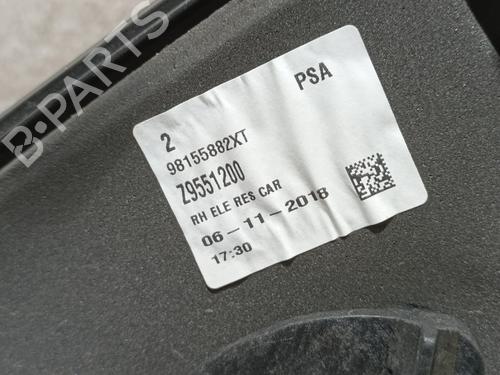 PSA
2
98155882XT
Z9551200
RH ELE RES CAR
06-11-2018
17:30
B-PARTS